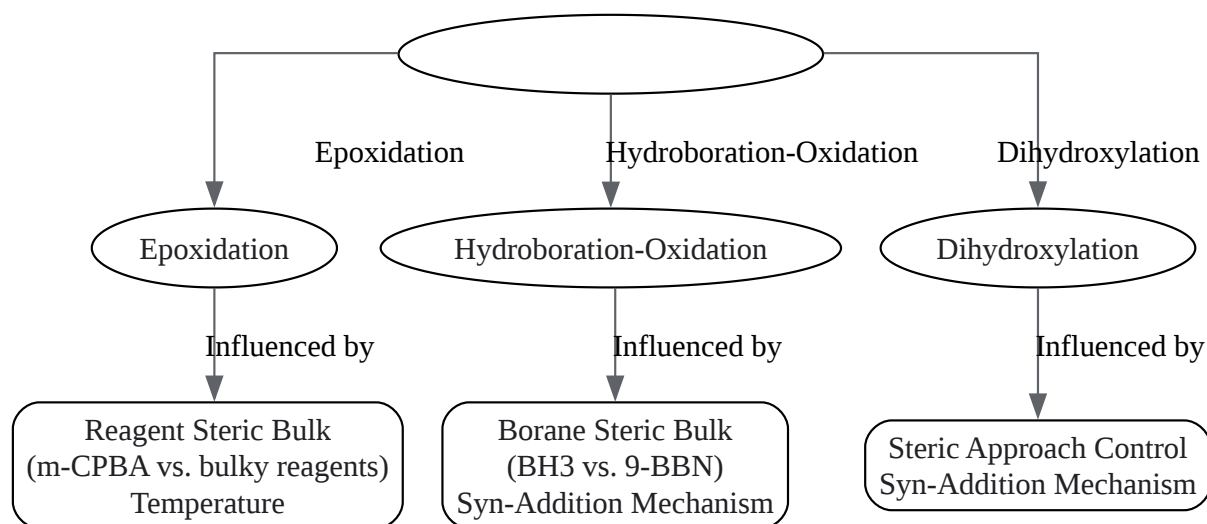 Epoxidation
Hydroboration-Oxidation
Dihydroxylation
Epoxidation
Hydroboration-Oxidation
Dihydroxylation
Influenced by
Influenced by
Influenced by
Reagent Steric Bulk
(m-CPBA vs. bulky reagents)
Temperature
Borane Steric Bulk
(BH3 vs. 9-BBN)
Syn-Addition Mechanism
Steric Approach Control
Syn-Addition Mechanism